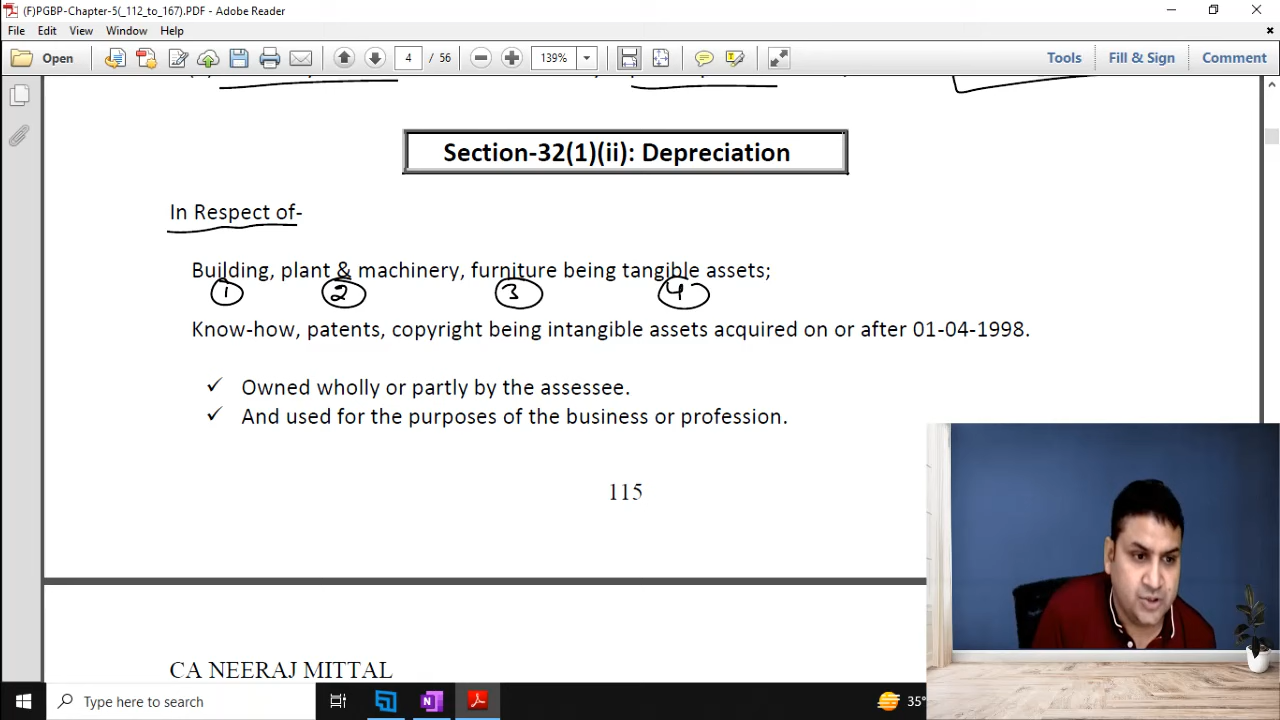 (F)PGBP-Chapter-5(_112_to_167).PDF - Adobe Reader
File Edit View Window Help
Open 4 / 56 139% Tools Fill & Sign Comment
Section-32(1)(ii): Depreciation
In Respect of-
Building, plant & machinery, furniture being tangible assets;
1 2 3 4
Know-how, patents, copyright being intangible assets acquired on or after 01-04-1998.
✓ Owned wholly or partly by the assessee.
✓ And used for the purposes of the business or profession.
115
CA NEERAJ MITTAL
Type here to search
35°